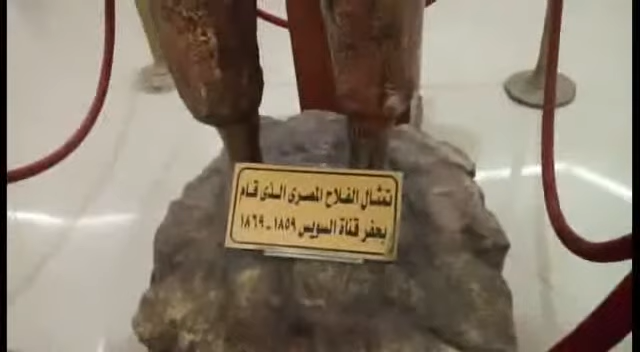 تمثال الفلاح المصرى الذى قام
بحفر قناة السويس ١٨٥٩ - ١٨٦٩